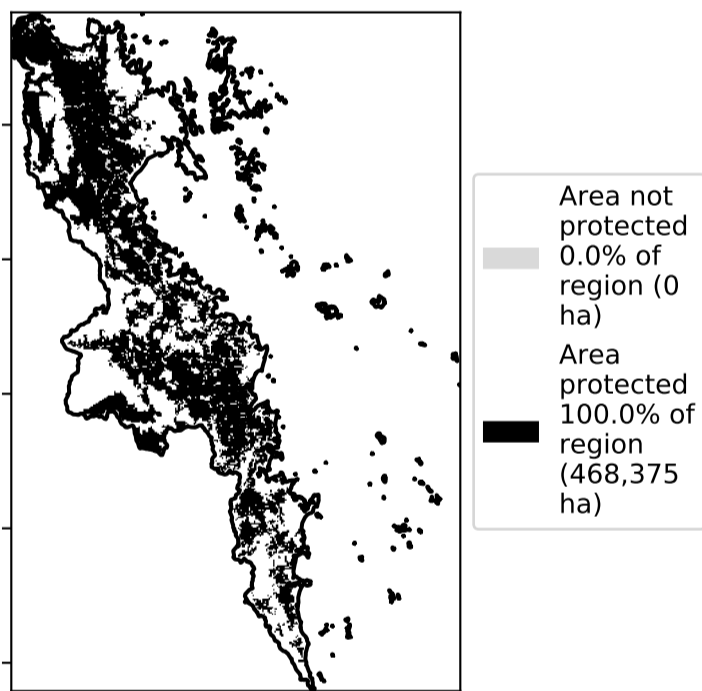 Area not
protected
0.0% of
region (0
ha)
Area
protected
100.0% of
region
(468,375
ha)